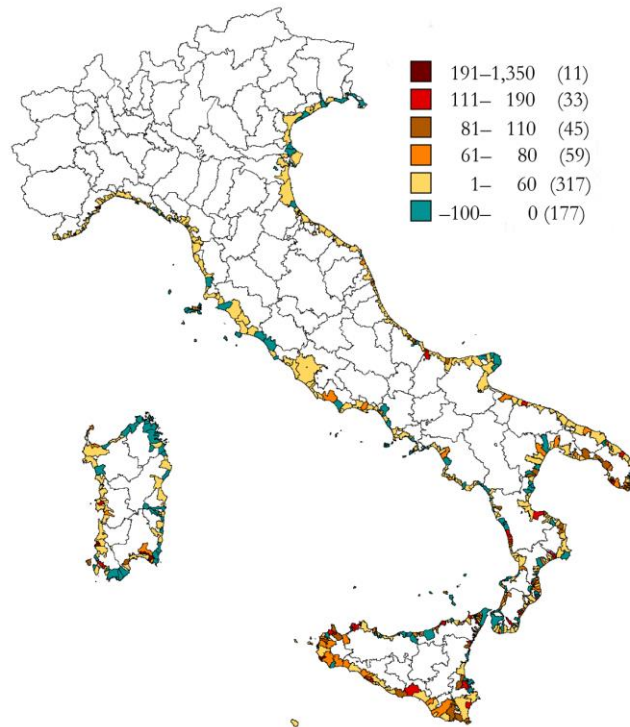 191–1,350 (11)
111– 190 (33)
81– 110 (45)
61– 80 (59)
1– 60 (317)
–100– 0 (177)